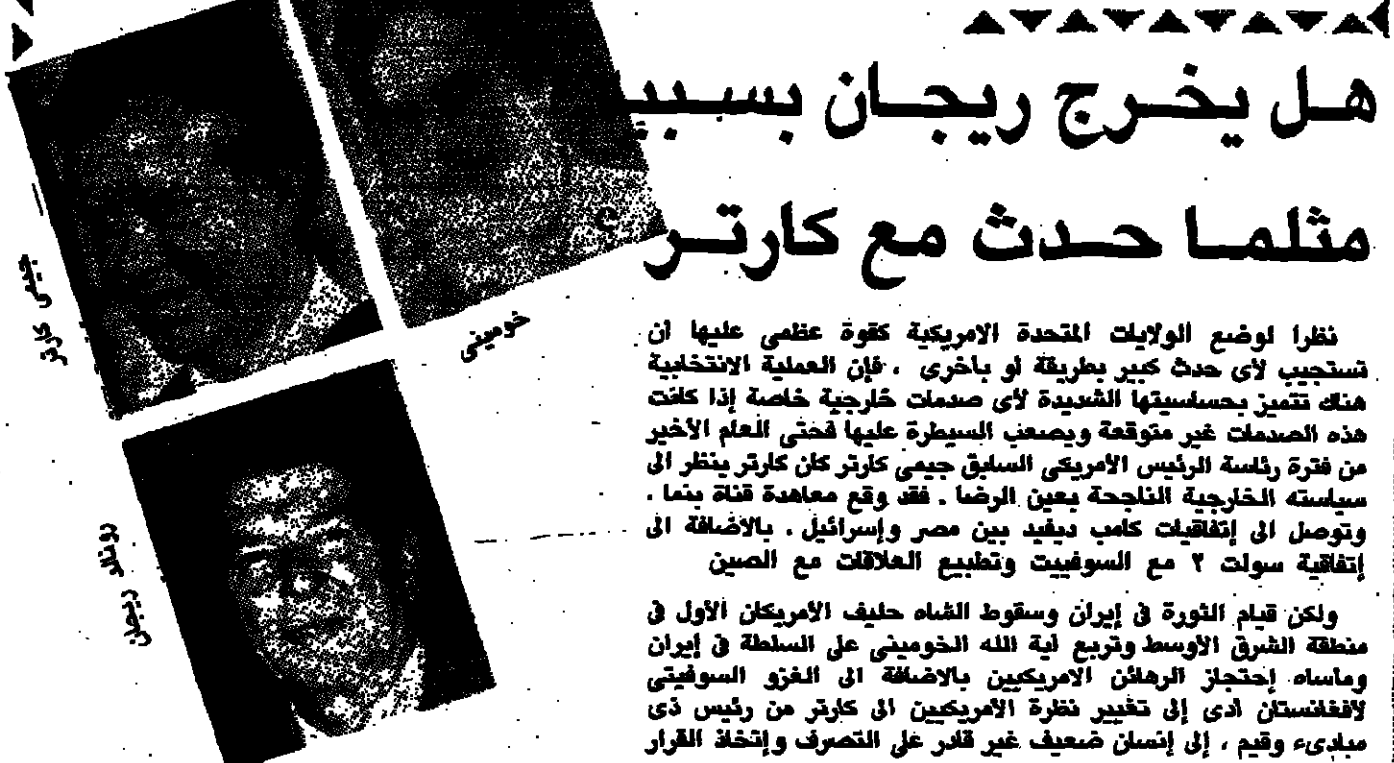 هل يخرج ريجان بسبب
مثلما حدث مع كارتر
جيمى كارتر
خومينى
رونالد ريجان
نظرا لوضع الولايات المتحدة الامريكية كقوة عظمى عليها أن
تستجيب لأى حدث كبير بطريقة أو بأخرى ، فإن العملية الانتخابية
هناك تتميز بحساسيتها الشديدة لأى صدمات خارجية خاصة إذا كانت
هذه الصدمات غير متوقعة ويصعب السيطرة عليها فحتى العام الأخير
من فترة رئاسة الرئيس الأمريكى السابق جيمى كارتر كان كارتر ينظر الى
سياسته الخارجية الناجحة بعين الرضا . فقد وقع معاهدة قناة بنما .
وتوصل الى إتفاقيات كامب ديفيد بين مصر وإسرائيل . بالاضافة الى
إتفاقية سولت ٢ مع السوفييت وتطبيع العلاقات مع الصين
ولكن قيام الثورة فى إيران وسقوط الشاه حليف الأمريكان الأول فى
منطقة الشرق الأوسط وتربع آية الله الخومينى على السلطة فى إيران
ومأساه إحتجاز الرهائن الامريكيين بالاضافة الى الغزو السوفيتى
لافغانستان أدى إلى تغيير نظرة الأمريكيين الى كارتر من رئيس ذى
مبادىء وقيم ، إلى إنسان ضعيف غير قادر على التصرف وإتخاذ القرار